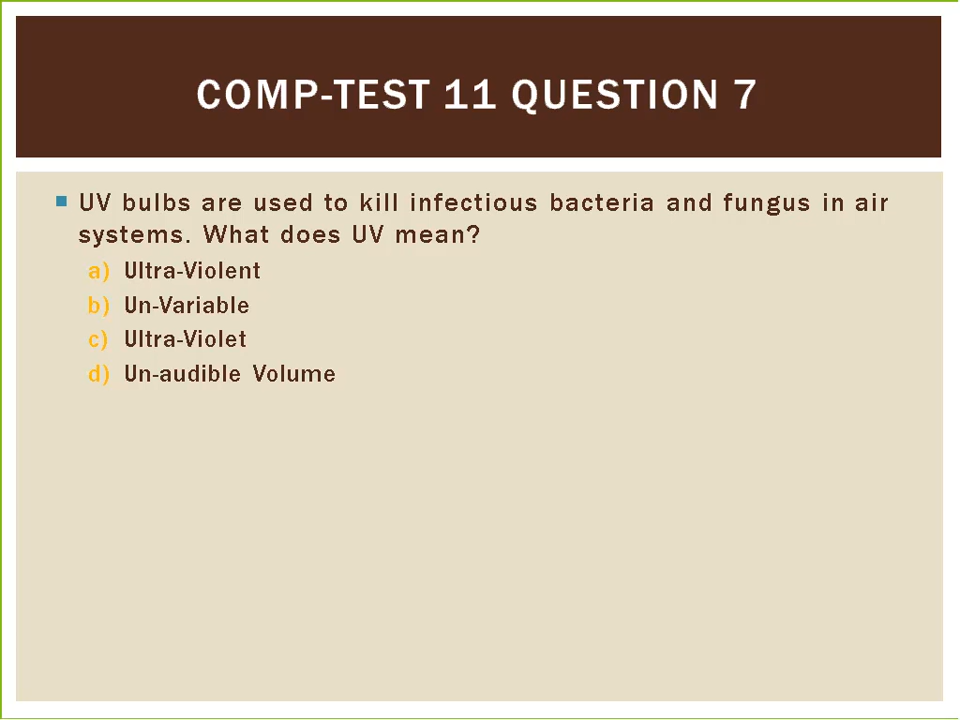 COMP-TEST 11 QUESTION 7
▪ UV bulbs are used to kill infectious bacteria and fungus in air
systems. What does UV mean?
a) Ultra-Violent
b) Un-Variable
c) Ultra-Violet
d) Un-audible Volume